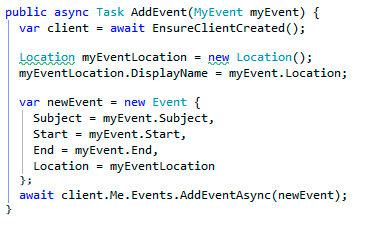 public async Task AddEvent(MyEvent myEvent) {
var client = await EnsureClientCreated();
Location myEventLocation = new Location();
myEventLocation.DisplayName = myEvent.Location;
var newEvent = new Event {
Subject = myEvent.Subject,
Start = myEvent.Start,
End = myEvent.End,
Location = myEventLocation
};
await client.Me.Events.AddEventAsync(newEvent);
}